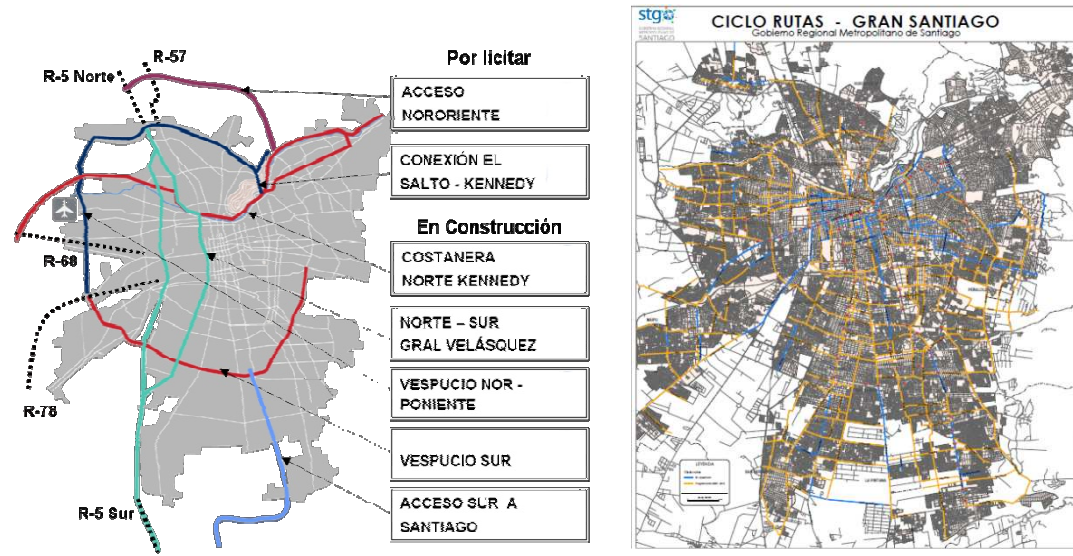 R-57
R-5 Norte
R-68
R-78
R-5 Sur
Por licitar
ACCESO
NORORIENTE
CONEXIÓN EL
SALTO - KENNEDY
En Construcción
COSTANERA
NORTE KENNEDY
NORTE – SUR
GRAL VELÁSQUEZ
VESPUCIO NOR -
PONIENTE
VESPUCIO SUR
ACCESO SUR A
SANTIAGO
stgo
CICLO RUTAS - GRAN SANTIAGO
Gobierno Regional Metropolitano de Santiago